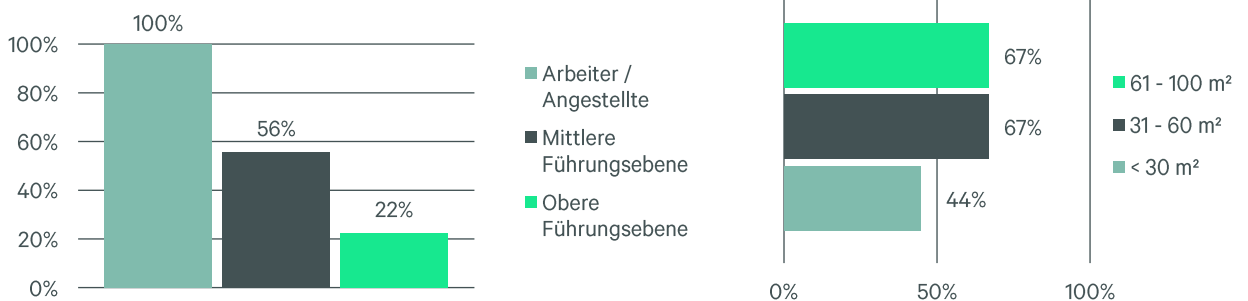 100%
100%
80%
60%
40%
20%
0%
56%
22%
Arbeiter /
Angestellte
Mittlere
Führungsebene
Obere
Führungsebene
67%
67%
44%
0%
50%
100%
61 - 100 m²
31 - 60 m²
< 30 m²